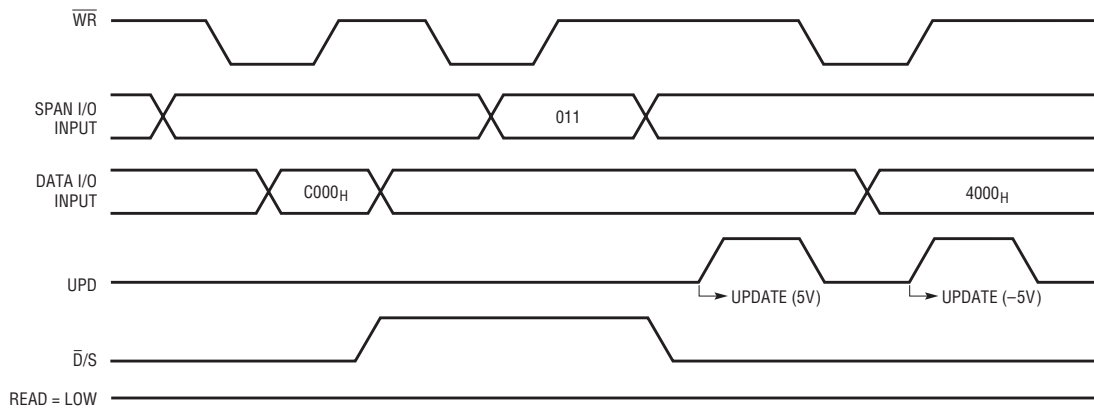 WR
SPAN I/O
INPUT
011
DATA I/O
INPUT
C000H
4000H
UPD
UPDATE (5V)
UPDATE (–5V)
D/S
READ = LOW